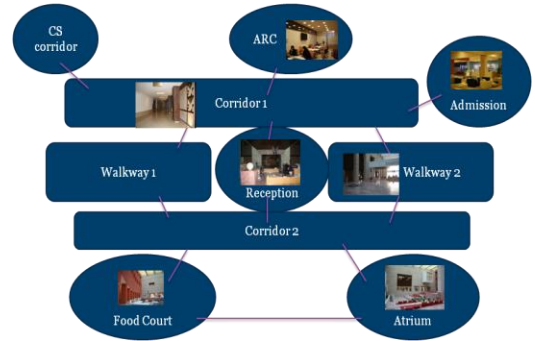 CS
corridor
ARC
Corridor 1
Admission
Walkway 1
Reception
Walkway 2
Corridor 2
Food Court
Atrium